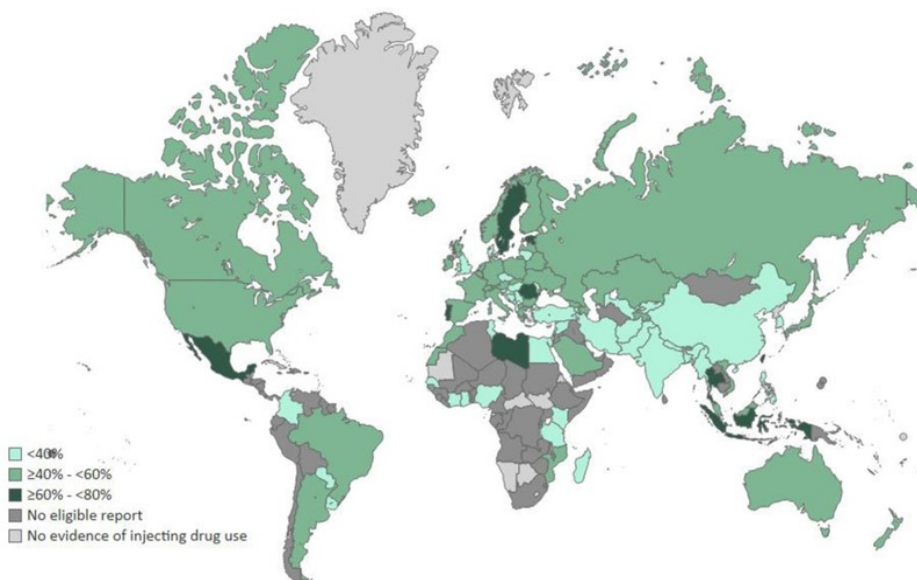 <40%
≥40% - <60%
≥60% - <80%
No eligible report
No evidence of injecting drug use